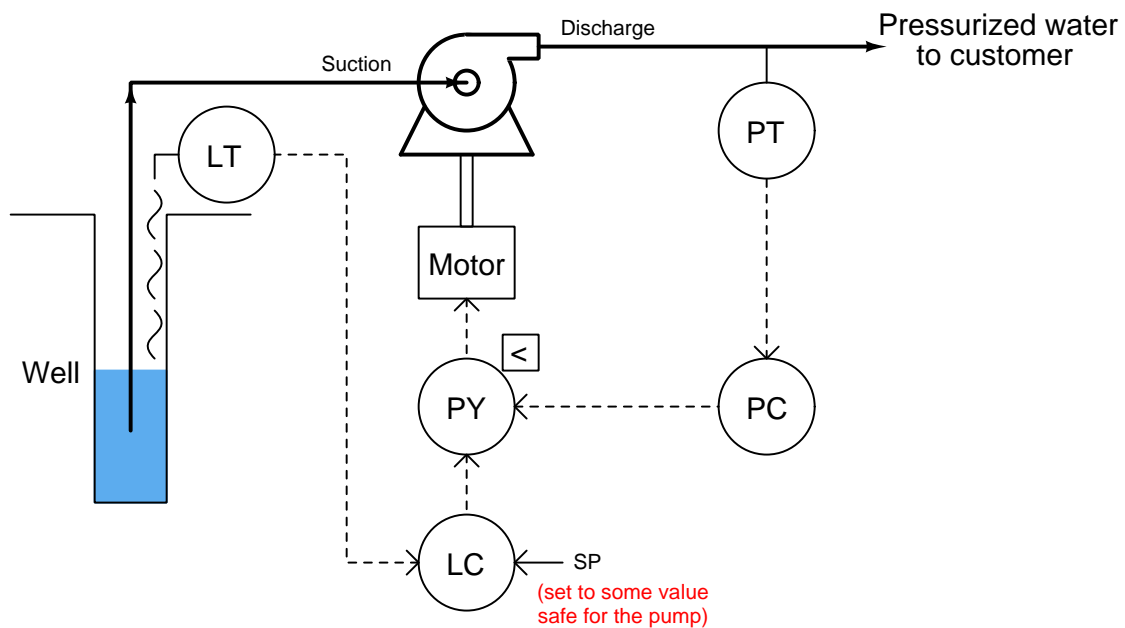 Pressurized water
to customer
Discharge
Suction
PT
LT
Motor
<
Well
PY
PC
LC
SP
(set to some value
safe for the pump)